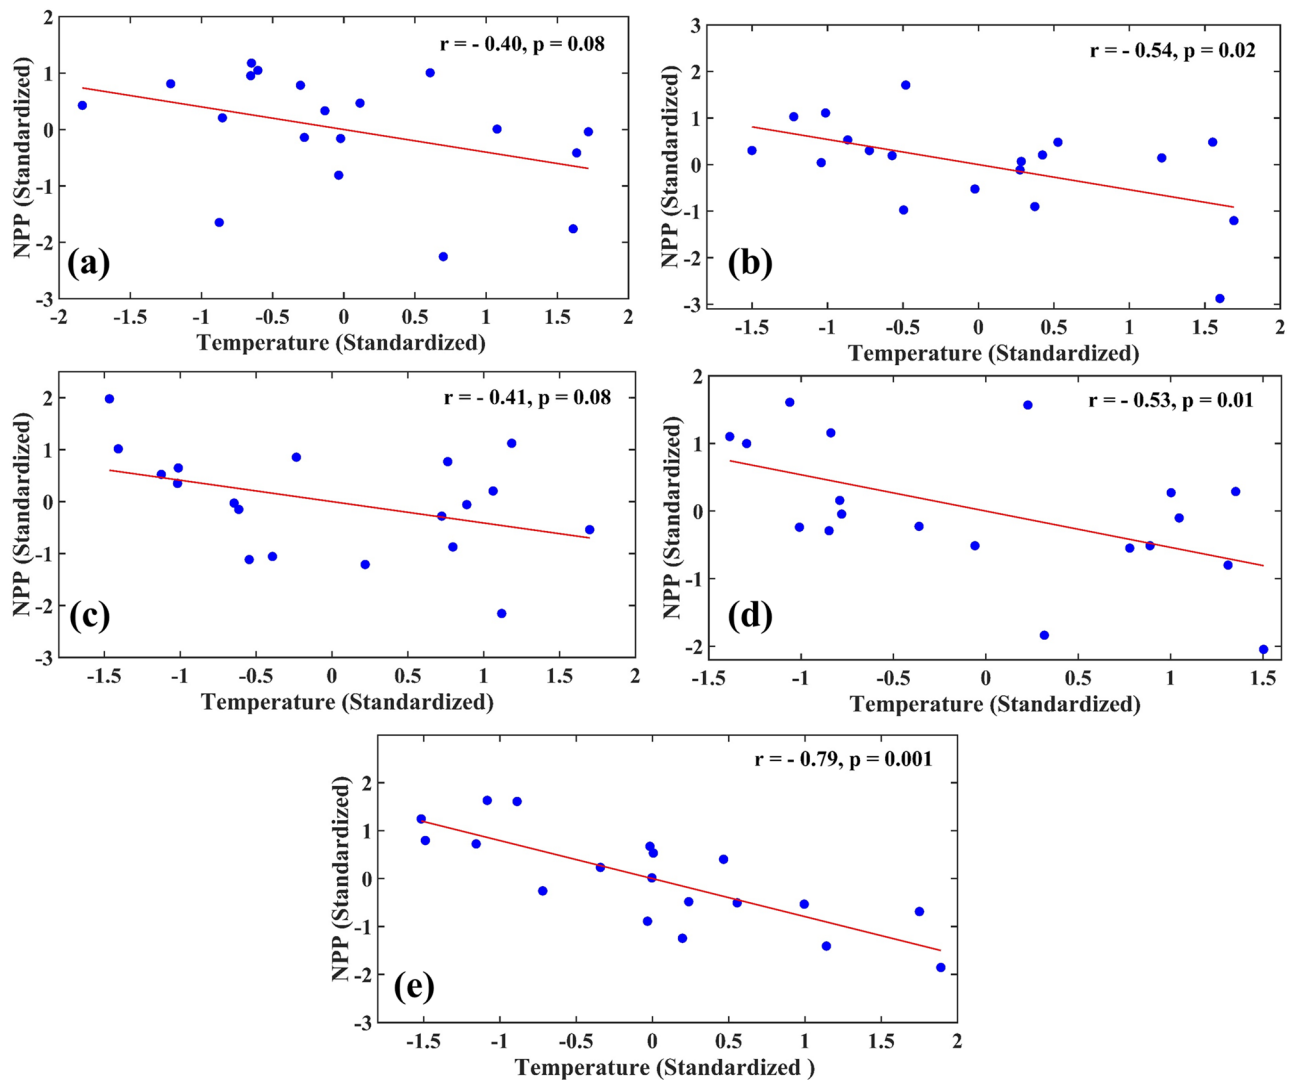 r = - 0.40, p = 0.08
2
1
0
-1
-2
-3
NPP (Standardized)
(a)
-2 -1.5 -1 -0.5 0 0.5 1 1.5 2
Temperature (Standardized)
r = - 0.54, p = 0.02
3
2
1
0
-1
-2
-3
NPP (Standardized)
(b)
-1.5 -1 -0.5 0 0.5 1 1.5 2
Temperature (Standardized)
r = - 0.41, p = 0.08
2
1
0
-1
-2
-3
NPP (Standardized)
(c)
-1.5 -1 -0.5 0 0.5 1 1.5 2
Temperature (Standardized)
r = - 0.53, p = 0.01
2
1
0
-1
-2
NPP (Standardized)
(d)
-1.5 -1 -0.5 0 0.5 1 1.5
Temperature (Standardized)
r = - 0.79, p = 0.001
2
1
0
-1
-2
-3
NPP (Standardized)
(e)
-1.5 -1 -0.5 0 0.5 1 1.5 2
Temperature (Standardized )